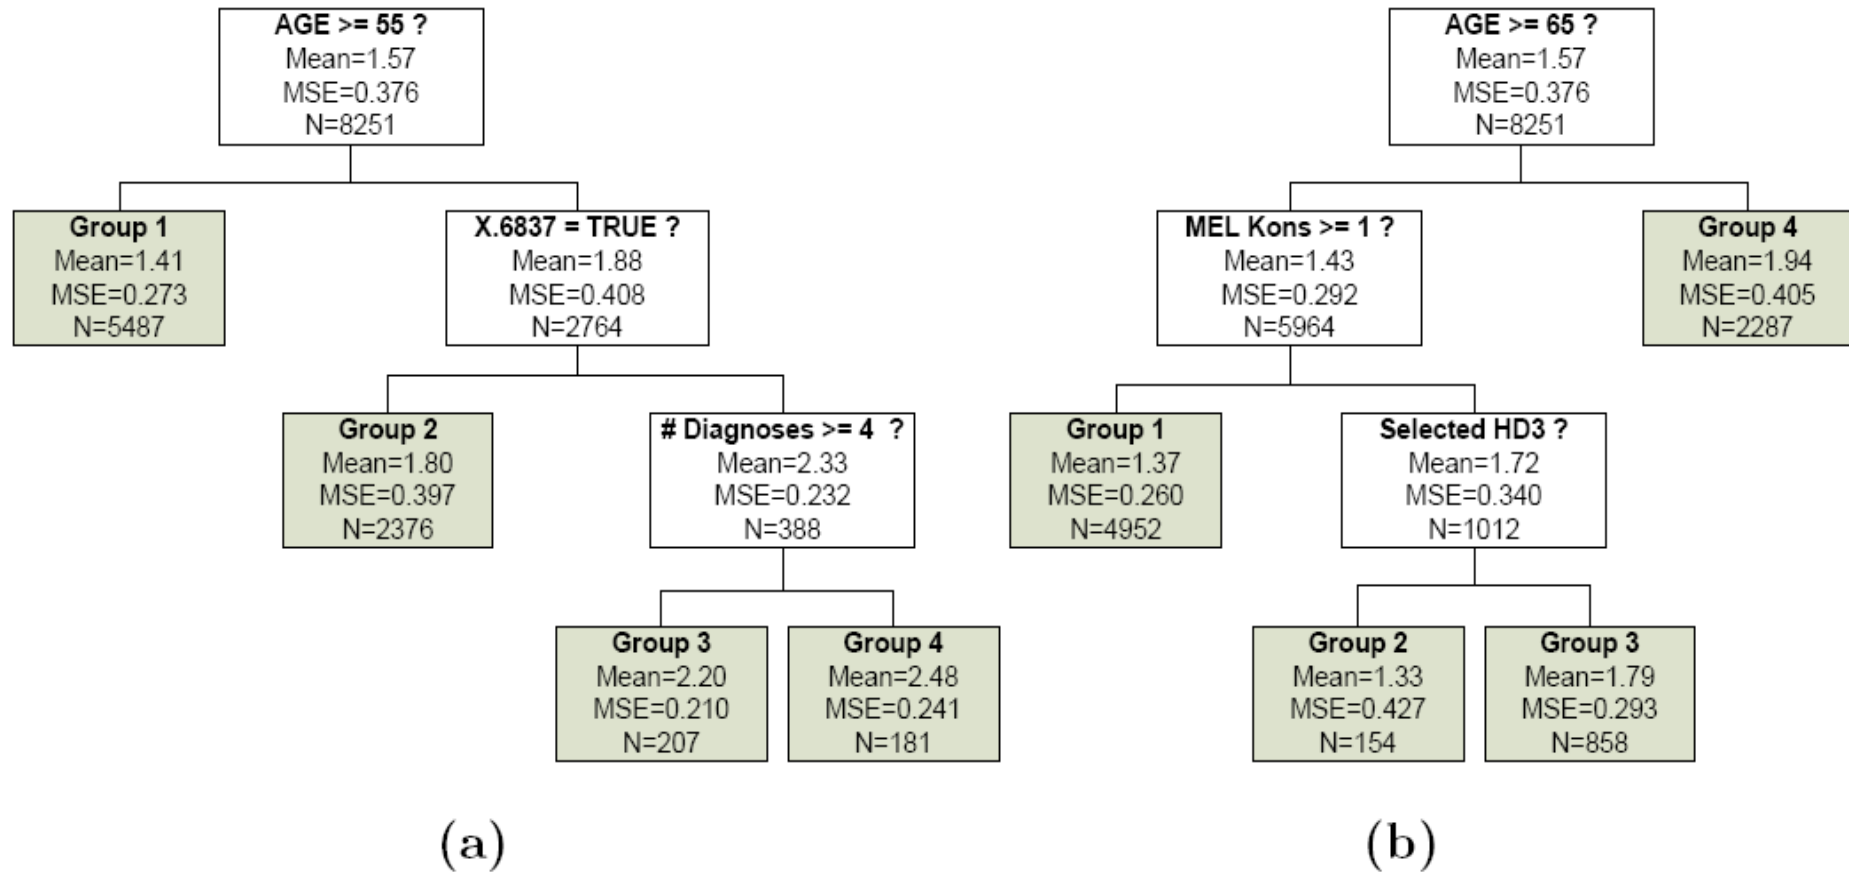 AGE >= 55 ?
Mean=1.57
MSE=0.376
N=8251
Group 1
Mean=1.41
MSE=0.273
N=5487
X.6837 = TRUE ?
Mean=1.88
MSE=0.408
N=2764
Group 2
Mean=1.80
MSE=0.397
N=2376
# Diagnoses >= 4 ?
Mean=2.33
MSE=0.232
N=388
Group 3
Mean=2.20
MSE=0.210
N=207
Group 4
Mean=2.48
MSE=0.241
N=181
(a)
AGE >= 65 ?
Mean=1.57
MSE=0.376
N=8251
MEL Kons >= 1 ?
Mean=1.43
MSE=0.292
N=5964
Group 4
Mean=1.94
MSE=0.405
N=2287
Group 1
Mean=1.37
MSE=0.260
N=4952
Selected HD3 ?
Mean=1.72
MSE=0.340
N=1012
Group 2
Mean=1.33
MSE=0.427
N=154
Group 3
Mean=1.79
MSE=0.293
N=858
(b)